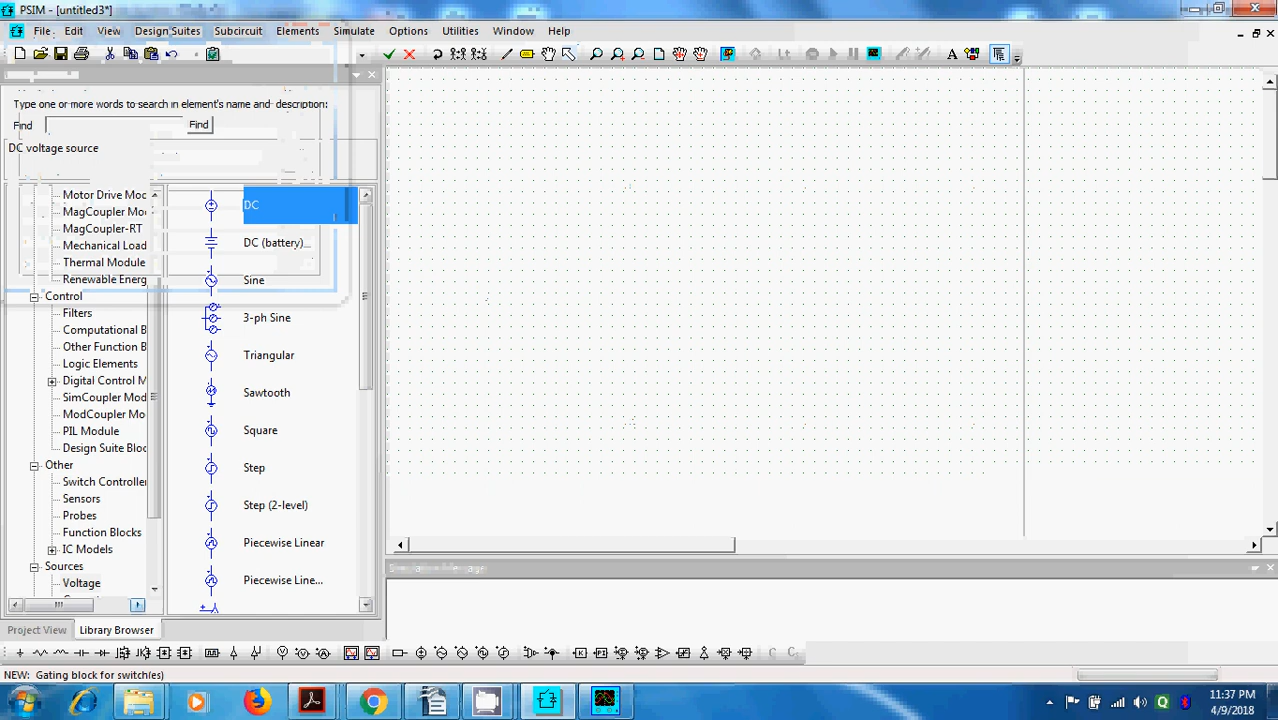 PSIM - [untitled3*]
File Edit View Design Suites Subcircuit Elements Simulate Options Utilities Window Help
Type one or more words to search in element's name and description:
Find Find
DC voltage source
Motor Drive Mod
MagCoupler Mo
MagCoupler-RT
Mechanical Load
Thermal Module
Renewable Energ
Control
Filters
Computational B
Other Function B
Logic Elements
Digital Control M
SimCoupler Mod
ModCoupler Mo
PIL Module
Design Suite Bloc
Other
Switch Controller
Sensors
Probes
Function Blocks
IC Models
Sources
Voltage
DC
DC (battery)...
Sine
3-ph Sine
Triangular
Sawtooth
Square
Step
Step (2-level)
Piecewise Linear
Piecewise Line...
Project View Library Browser
NEW: Gating block for switch(es)
11:37 PM
4/9/2018